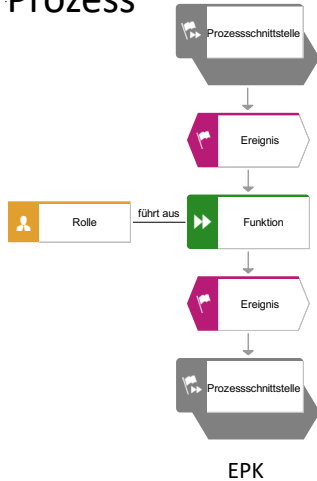 Prozess
Prozessschnittstelle
Ereignis
Rolle
führt aus
Funktion
Ereignis
Prozessschnittstelle
EPK